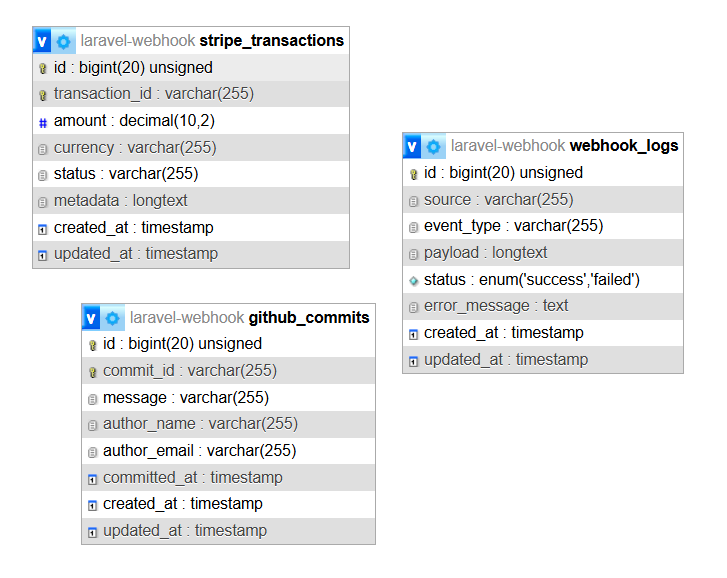 laravel-webhook stripe_transactions
id : bigint(20) unsigned
transaction_id : varchar(255)
amount : decimal(10,2)
currency : varchar(255)
status : varchar(255)
metadata : longtext
created_at : timestamp
updated_at : timestamp
laravel-webhook webhook_logs
id : bigint(20) unsigned
source : varchar(255)
event_type : varchar(255)
payload : longtext
status : enum('success','failed')
error_message : text
created_at : timestamp
updated_at : timestamp
laravel-webhook github_commits
id : bigint(20) unsigned
commit_id : varchar(255)
message : varchar(255)
author_name : varchar(255)
author_email : varchar(255)
committed_at : timestamp
created_at : timestamp
updated_at : timestamp